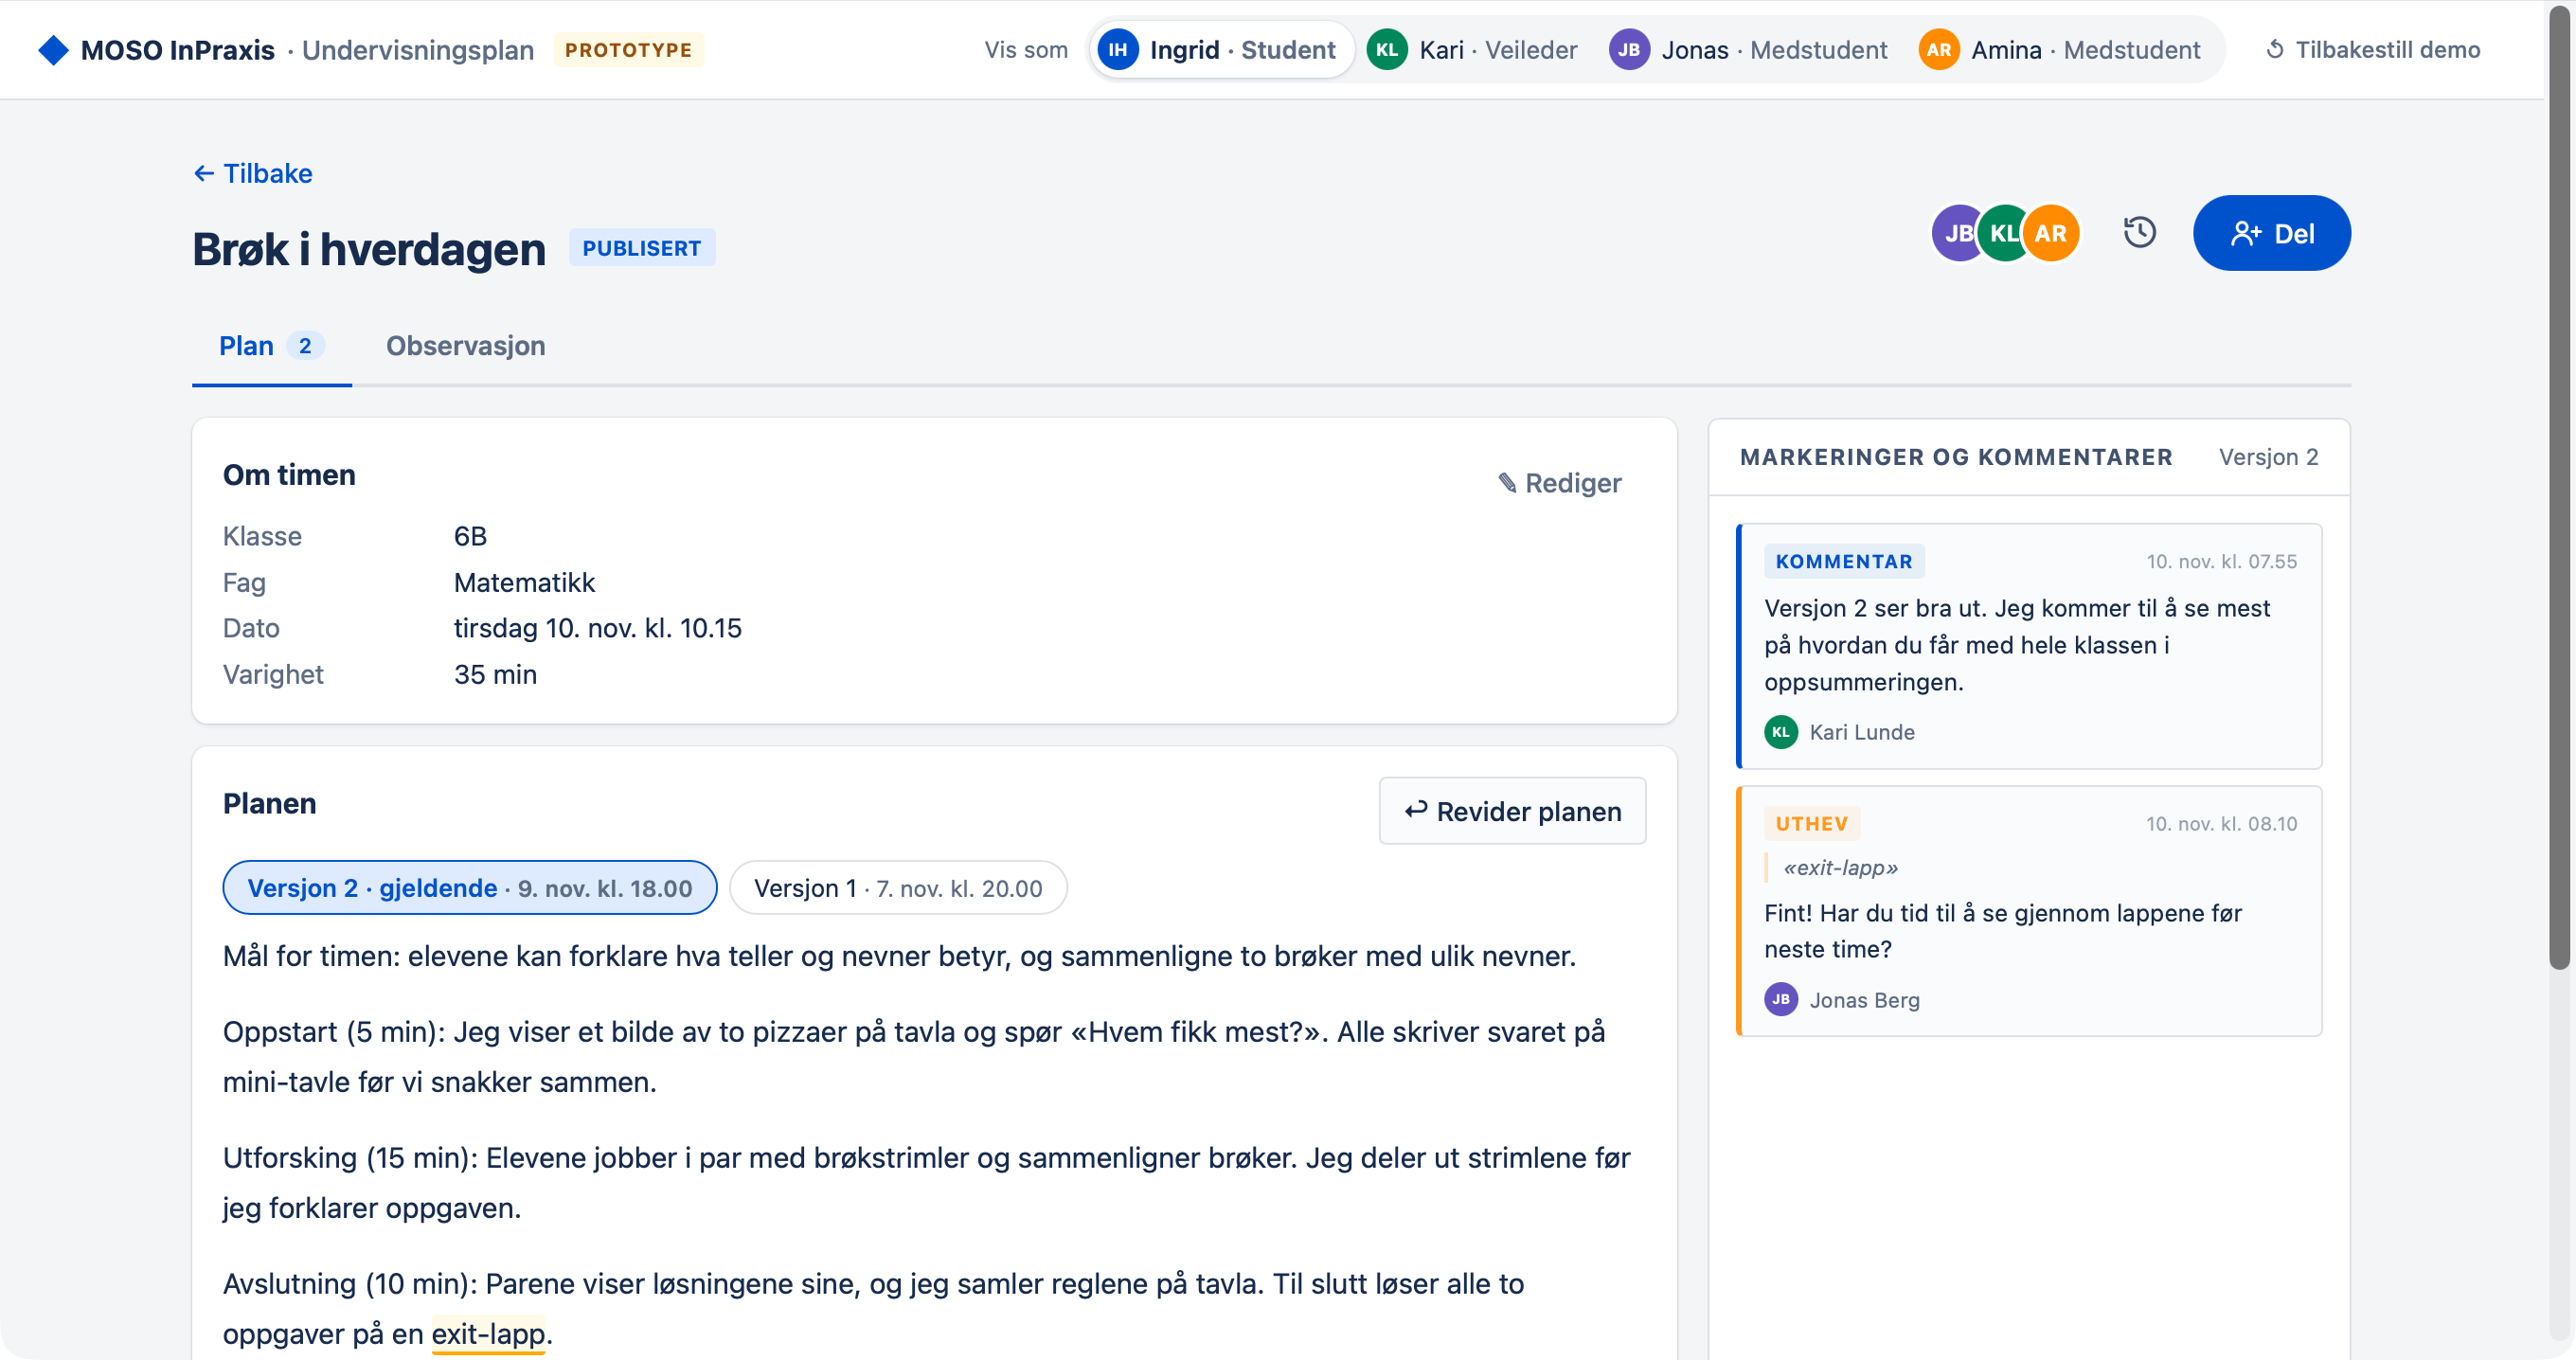 MOSO InPraxis · Undervisningsplan PROTOTYPE
Vis som IH Ingrid · Student KL Kari · Veileder JB Jonas · Medstudent AR Amina · Medstudent Tilbakestill demo
← Tilbake
Brøk i hverdagen PUBLISERT
JB KL AR Del
Plan 2 Observasjon
Om timen
Rediger
Klasse 6B
Fag Matematikk
Dato tirsdag 10. nov. kl. 10.15
Varighet 35 min
Planen
Revider planen
Versjon 2 · gjeldende · 9. nov. kl. 18.00 Versjon 1 · 7. nov. kl. 20.00
Mål for timen: elevene kan forklare hva teller og nevner betyr, og sammenligne to brøker med ulik nevner.
Oppstart (5 min): Jeg viser et bilde av to pizzaer på tavla og spør «Hvem fikk mest?». Alle skriver svaret på
mini-tavle før vi snakker sammen.
Utforsking (15 min): Elevene jobber i par med brøkstrimler og sammenligner brøker. Jeg deler ut strimlene før
jeg forklarer oppgaven.
Avslutning (10 min): Parene viser løsningene sine, og jeg samler reglene på tavla. Til slutt løser alle to
oppgaver på en exit-lapp.
MARKERINGER OG KOMMENTARER Versjon 2
KOMMENTAR 10. nov. kl. 07.55
Versjon 2 ser bra ut. Jeg kommer til å se mest
på hvordan du får med hele klassen i
oppsummeringen.
KL Kari Lunde
UTHEV 10. nov. kl. 08.10
«exit-lapp»
Fint! Har du tid til å se gjennom lappene før
neste time?
JB Jonas Berg